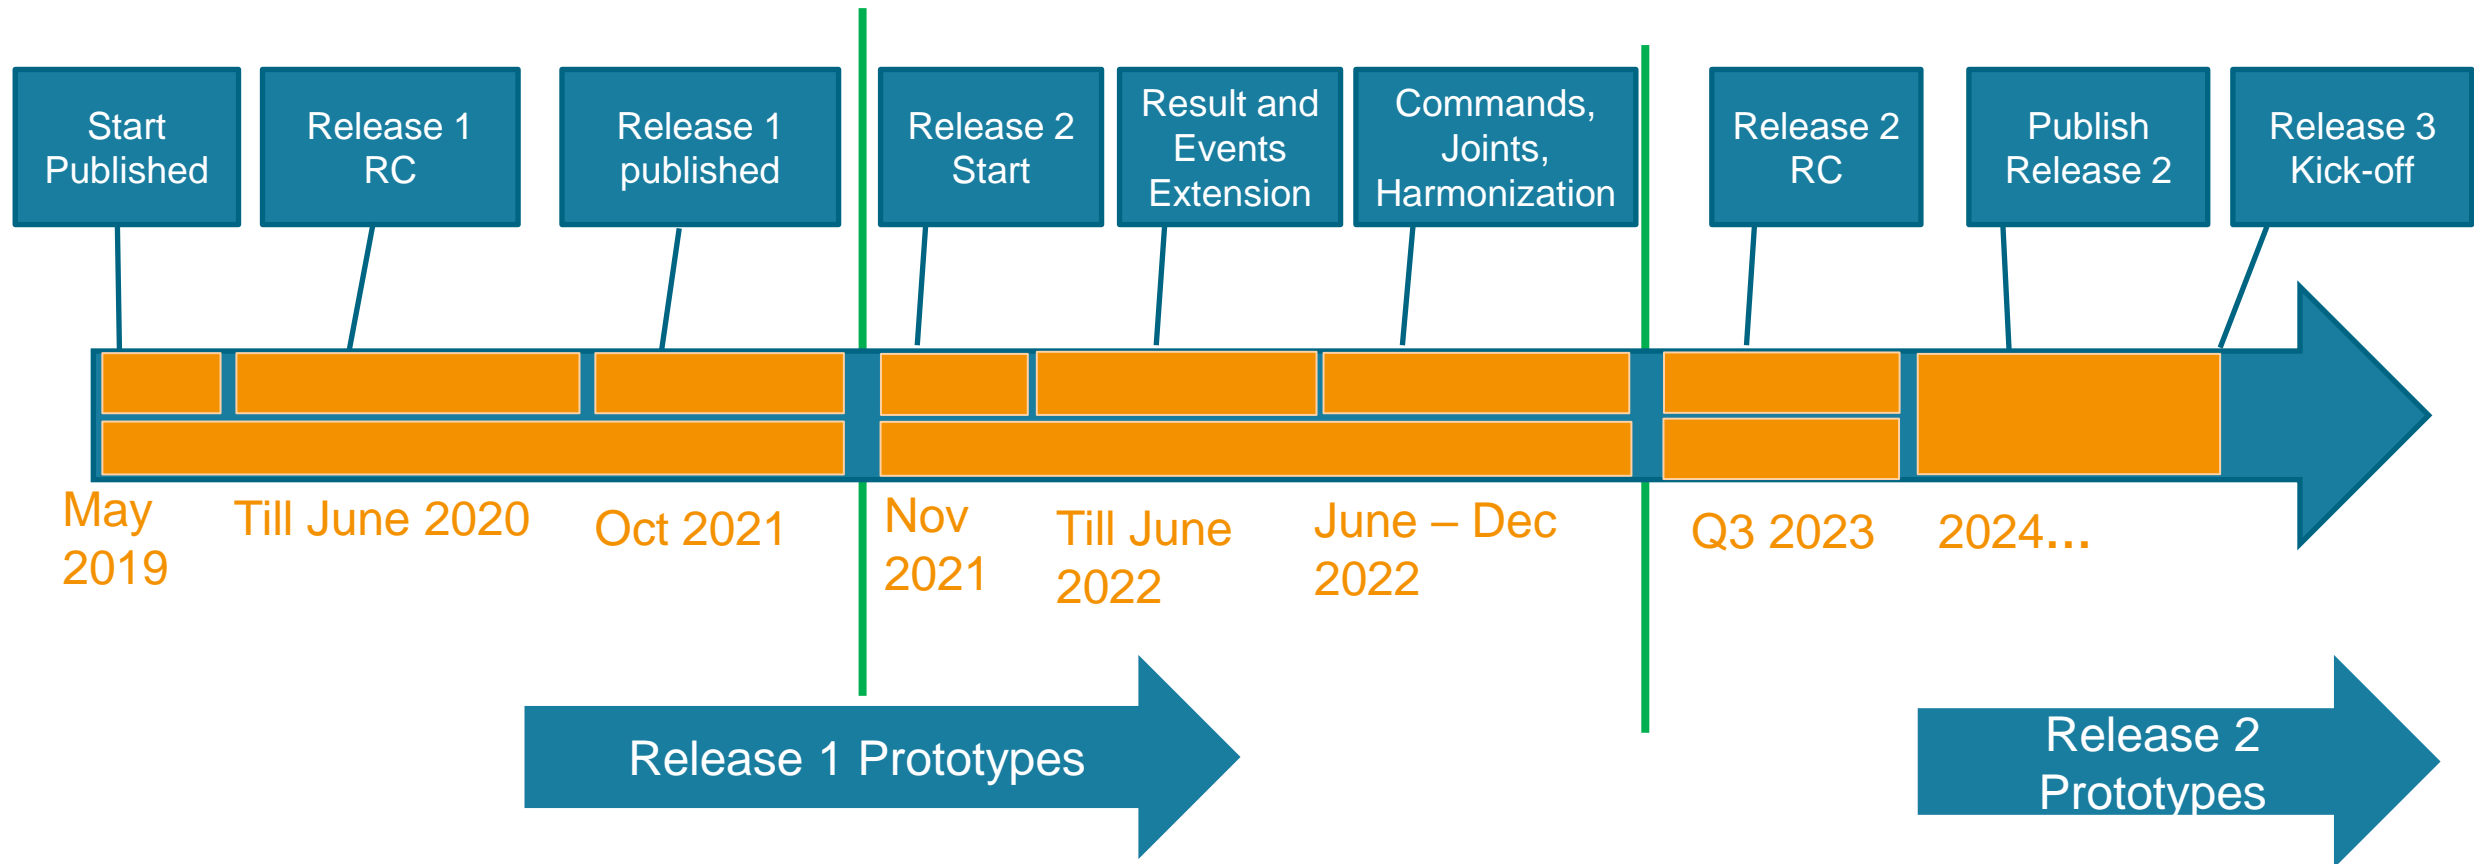 Start
Published
Release 1
RC
Release 1
published
Release 2
Start
Result and
Events
Extension
Commands,
Joints,
Harmonization
Release 2
RC
Publish
Release 2
Release 3
Kick-off
May
2019
Till June 2020
Oct 2021
Nov
2021
Till June
2022
June – Dec
2022
Q3 2023
2024...
Release 1 Prototypes
Release 2
Prototypes